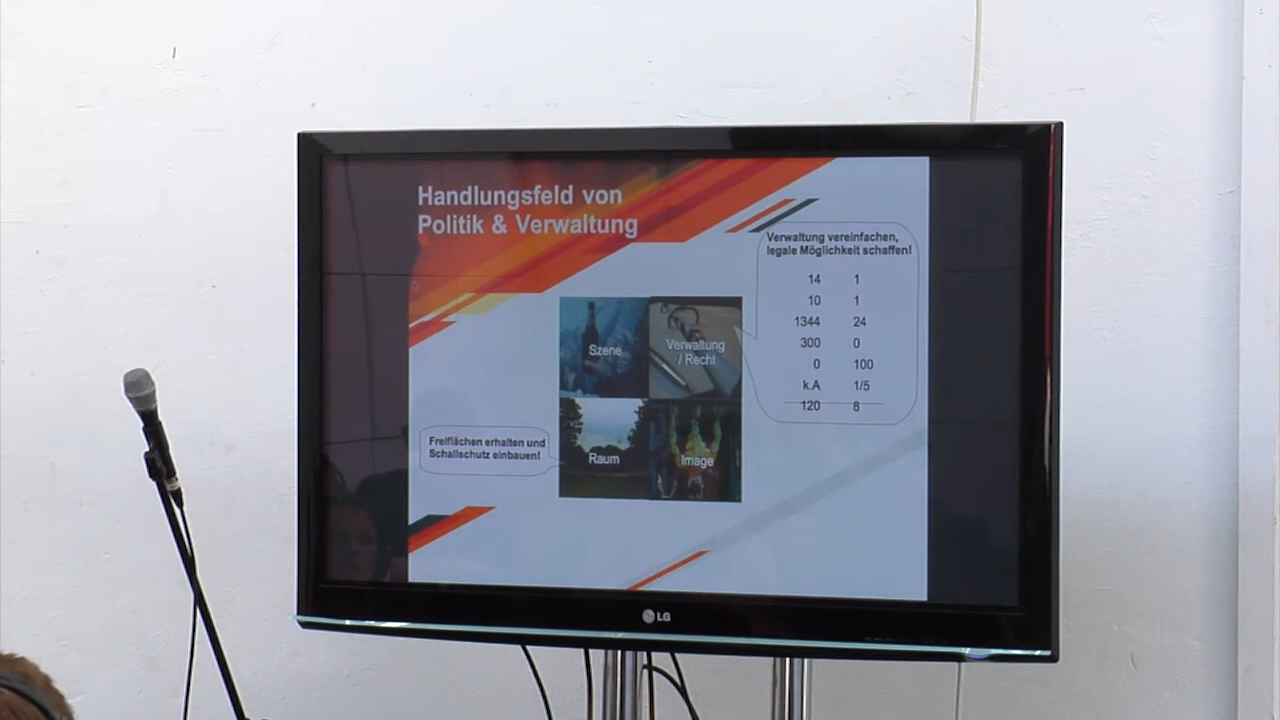 Handlungsfeld von
Politik & Verwaltung
Verwaltung vereinfachen,
legale Möglichkeit schaffen!
14 1
10 1
1344 24
300 0
0 100
k.A 1/5
120 8
Szene
Verwaltung
/ Recht
Freiflächen erhalten und
Schallschutz einbauen!
Raum
Image
LG